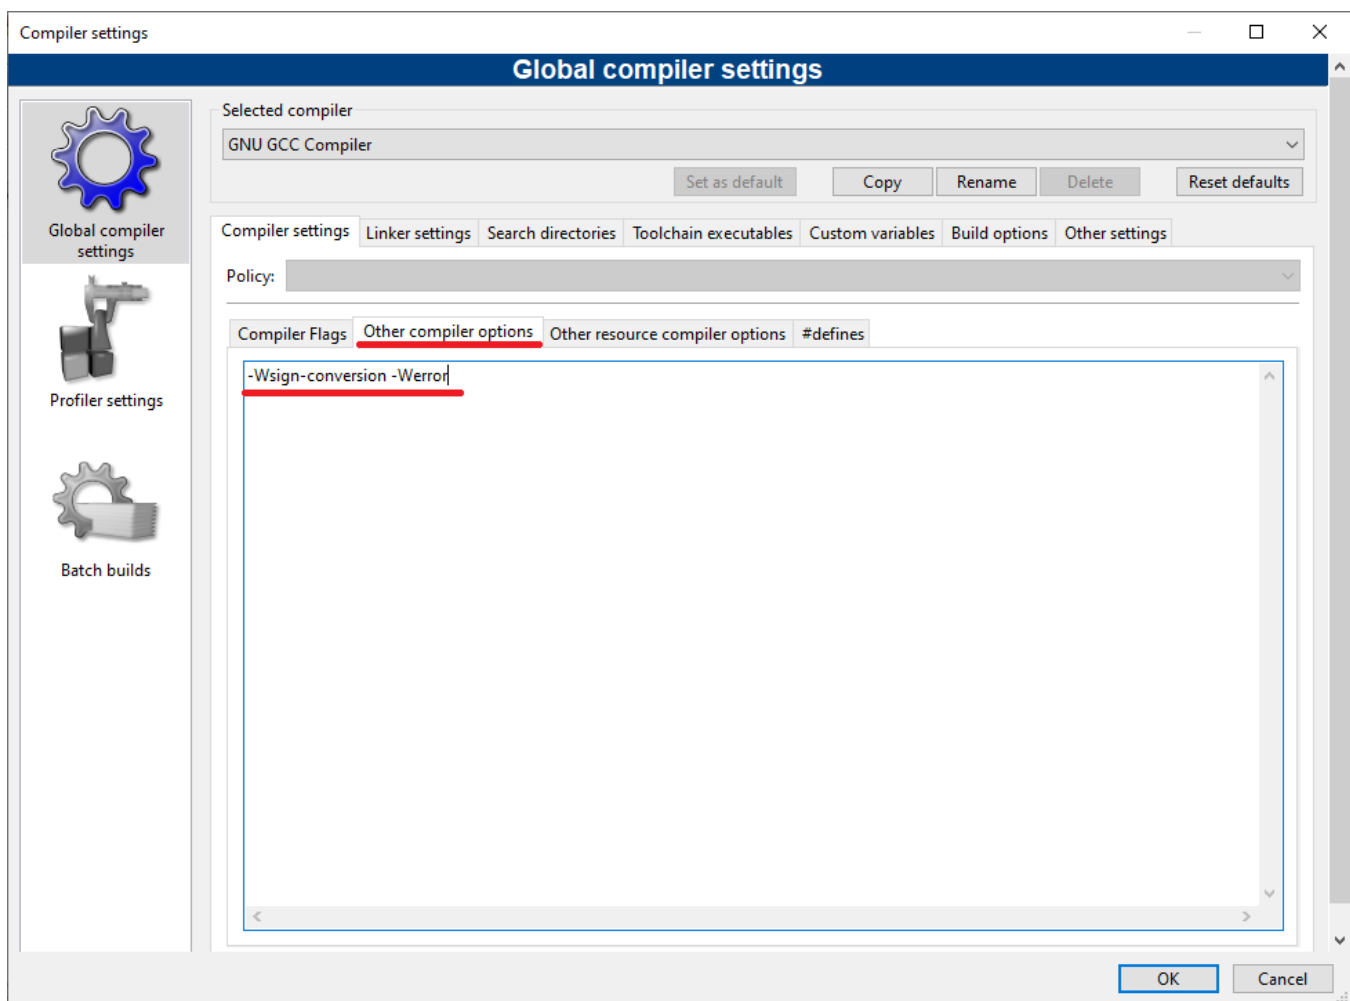 Compiler settings
Global compiler settings
Global compiler
settings
Profiler settings
Batch builds
Selected compiler
GNU GCC Compiler
Set as default Copy Rename Delete Reset defaults
Compiler settings Linker settings Search directories Toolchain executables Custom variables Build options Other settings
Policy:
Compiler Flags Other compiler options Other resource compiler options #defines
-Wsign-conversion -Werror
OK Cancel